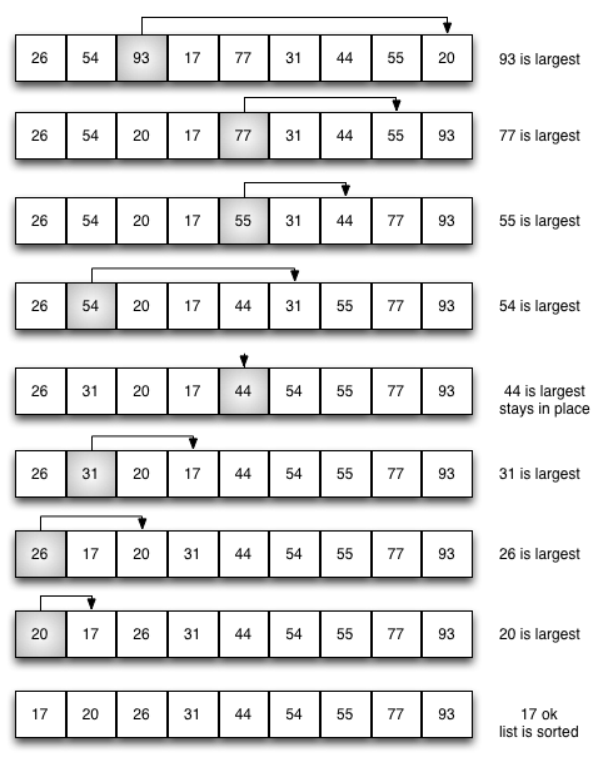 26 54 93 17 77 31 44 55 20 93 is largest
26 54 20 17 77 31 44 55 93 77 is largest
26 54 20 17 55 31 44 77 93 55 is largest
26 54 20 17 44 31 55 77 93 54 is largest
26 31 20 17 44 54 55 77 93 44 is largest
stays in place
26 31 20 17 44 54 55 77 93 31 is largest
26 17 20 31 44 54 55 77 93 26 is largest
20 17 26 31 44 54 55 77 93 20 is largest
17 20 26 31 44 54 55 77 93 17 ok
list is sorted